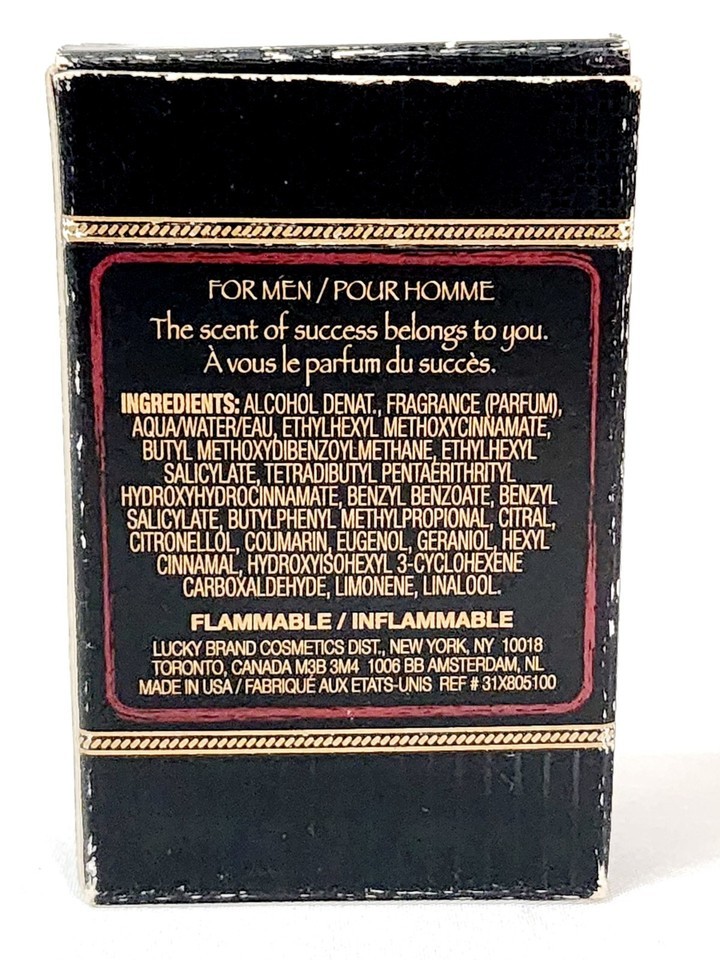 FOR MEN / POUR HOMME
The scent of success belongs to you.
À vous le parfum du succès.
INGREDIENTS: ALCOHOL DENAT., FRAGRANCE (PARFUM),
AQUA/WATER/EAU, ETHYLHEXYL METHOXYCINNAMATE,
BUTYL METHOXYDIBENZOYLMETHANE, ETHYLHEXYL
SALICYLATE, TETRADIBUTYL PENTAERITHRITYL
HYDROXYHYDROCINNAMATE, BENZYL BENZOATE, BENZYL
SALICYLATE, BUTYLPHENYL METHYLPROPIONAL, CITRAL,
CITRONELLOL, COUMARIN, EUGENOL, GERANIOL, HEXYL
CINNAMAL, HYDROXYISOHEXYL 3-CYCLOHEXENE
CARBOXALDEHYDE, LIMONENE, LINALOOL.
FLAMMABLE / INFLAMMABLE
LUCKY BRAND COSMETICS DIST., NEW YORK, NY 10018
TORONTO, CANADA M3B 3M4 1006 BB AMSTERDAM, NL
MADE IN USA / FABRIQUÉ AUX ETATS-UNIS REF # 31X805100